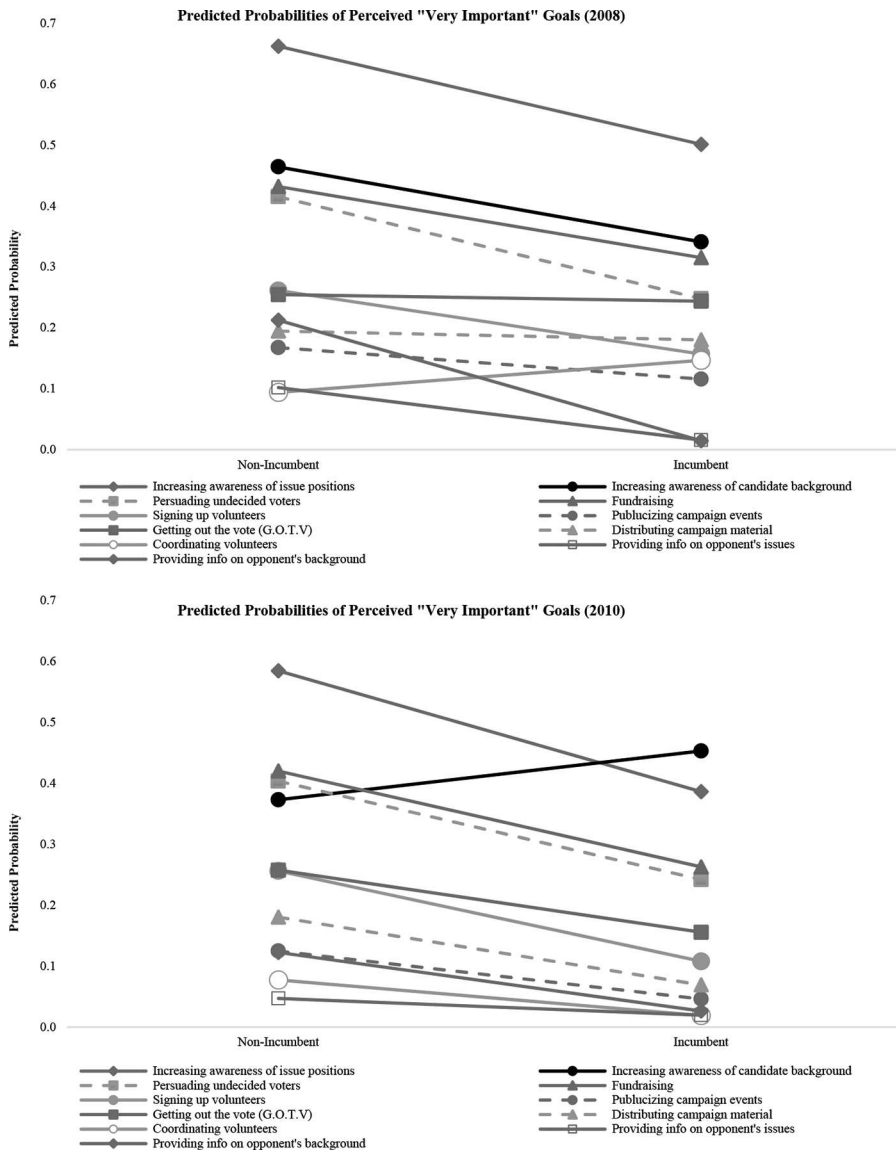 Predicted Probabilities of Perceived "Very Important" Goals (2008)
0.7
0.6
0.5
0.4
0.3
0.2
0.1
0.0
Predicted Probability
Non-Incumbent Incumbent
Increasing awareness of issue positions Increasing awareness of candidate background
Persuading undecided voters Fundraising
Signing up volunteers Publucizing campaign events
Getting out the vote (G.O.T.V) Distributing campaign material
Coordinating volunteers Providing info on opponent's issues
Providing info on opponent's background
Predicted Probabilities of Perceived "Very Important" Goals (2010)
0.7
0.6
0.5
0.4
0.3
0.2
0.1
0.0
Predicted Probability
Non-Incumbent Incumbent
Increasing awareness of issue positions Increasing awareness of candidate background
Persuading undecided voters Fundraising
Signing up volunteers Publucizing campaign events
Getting out the vote (G.O.T.V) Distributing campaign material
Coordinating volunteers Providing info on opponent's issues
Providing info on opponent's background